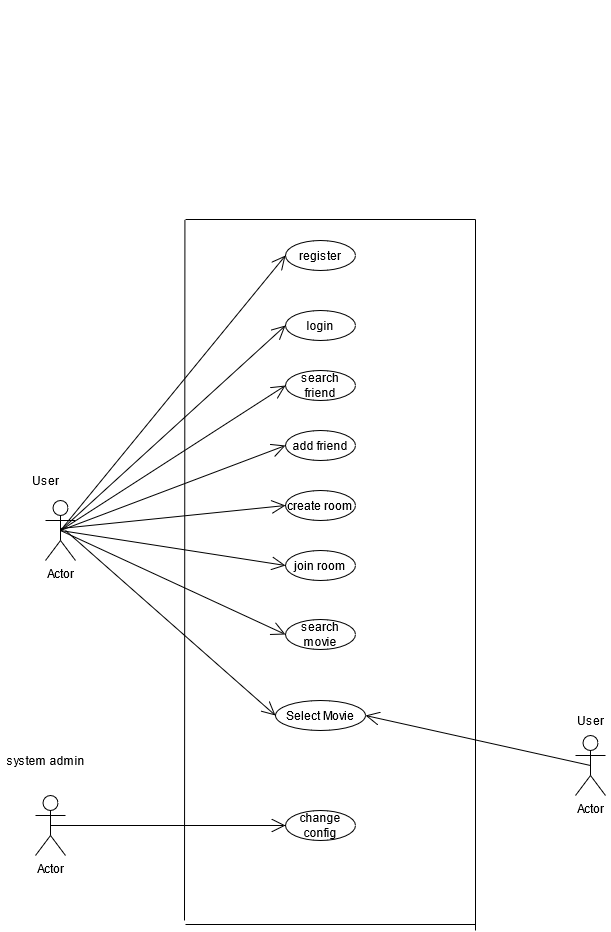 register
login
search
friend
add friend
User
create room
Actor
join room
search
movie
Select Movie
User
system admin
Actor
change
config
Actor